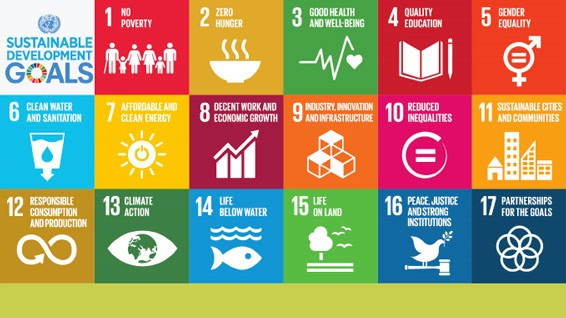 SUSTAINABLE
DEVELOPMENT
GOALS
1 NO
POVERTY
2 ZERO
HUNGER
3 GOOD HEALTH
AND WELL-BEING
4 QUALITY
EDUCATION
5 GENDER
EQUALITY
6 CLEAN WATER
AND SANITATION
7 AFFORDABLE AND
CLEAN ENERGY
8 DECENT WORK AND
ECONOMIC GROWTH
9 INDUSTRY, INNOVATION
AND INFRASTRUCTURE
10 REDUCED
INEQUALITIES
11 SUSTAINABLE CITIES
AND COMMUNITIES
12 RESPONSIBLE
CONSUMPTION
AND PRODUCTION
13 CLIMATE
ACTION
14 LIFE
BELOW WATER
15 LIFE
ON LAND
16 PEACE, JUSTICE
AND STRONG
INSTITUTIONS
17 PARTNERSHIPS
FOR THE GOALS